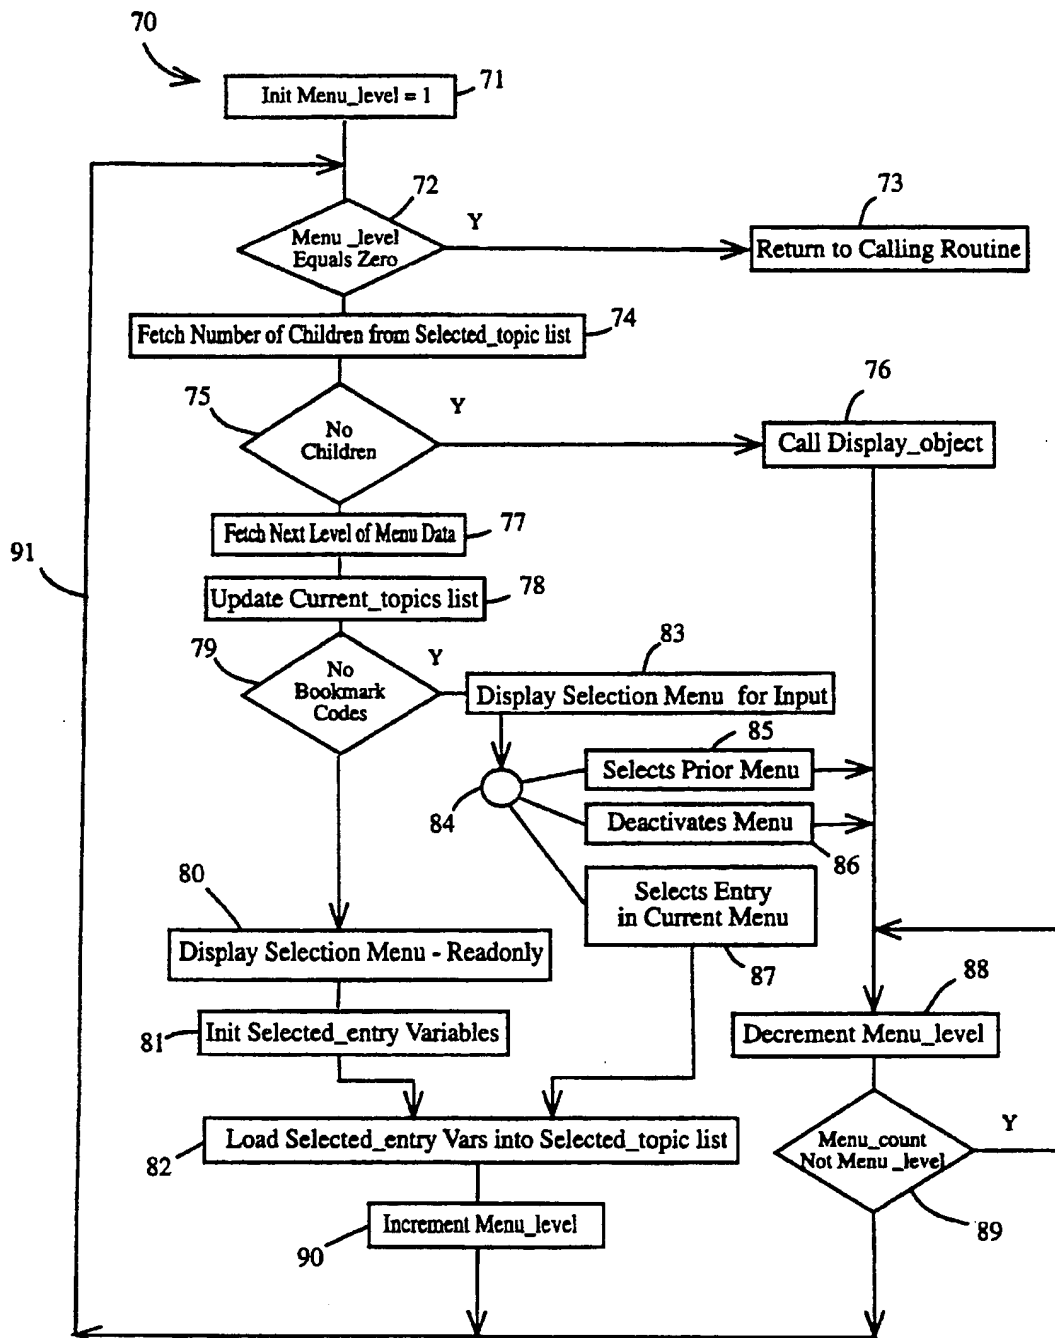 70
Init Menu_level = 1
71
72
Menu _level
Equals Zero
Y
73
Return to Calling Routine
Fetch Number of Children from Selected_topic list
74
75
No
Children
Y
76
Call Display_object
Fetch Next Level of Menu Data
77
91
Update Current_topics list
78
79
No
Bookmark
Codes
Y
83
Display Selection Menu for Input
84
85
Selects Prior Menu
Deactivates Menu
86
Selects Entry
in Current Menu
87
80
Display Selection Menu - Readonly
81
Init Selected_entry Variables
88
Decrement Menu_level
82
Load Selected_entry Vars into Selected_topic list
Menu_count
Not Menu _level
Y
89
Increment Menu_level
90